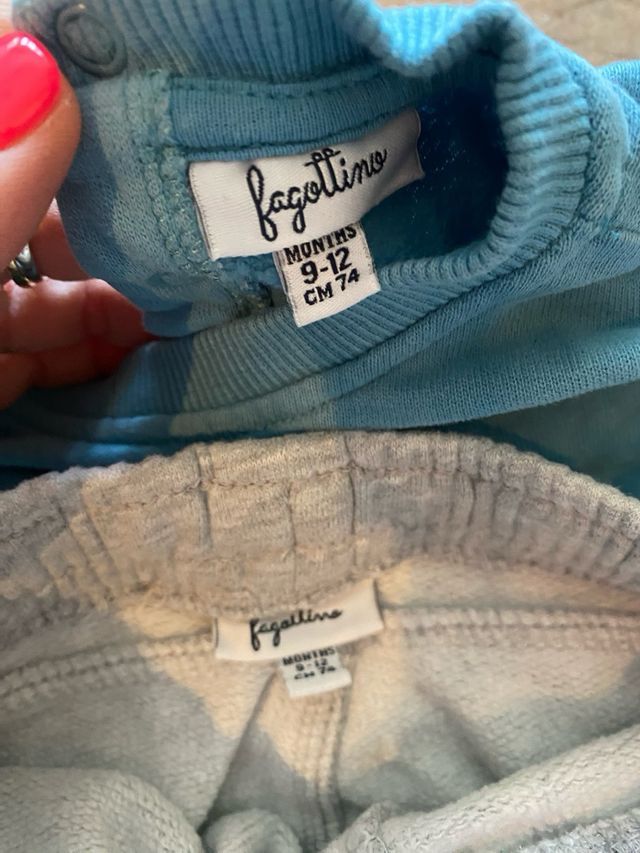 fagottino
MONTHS
9-12
CM 74
fagottino
MONTHS
9-12
CM 74